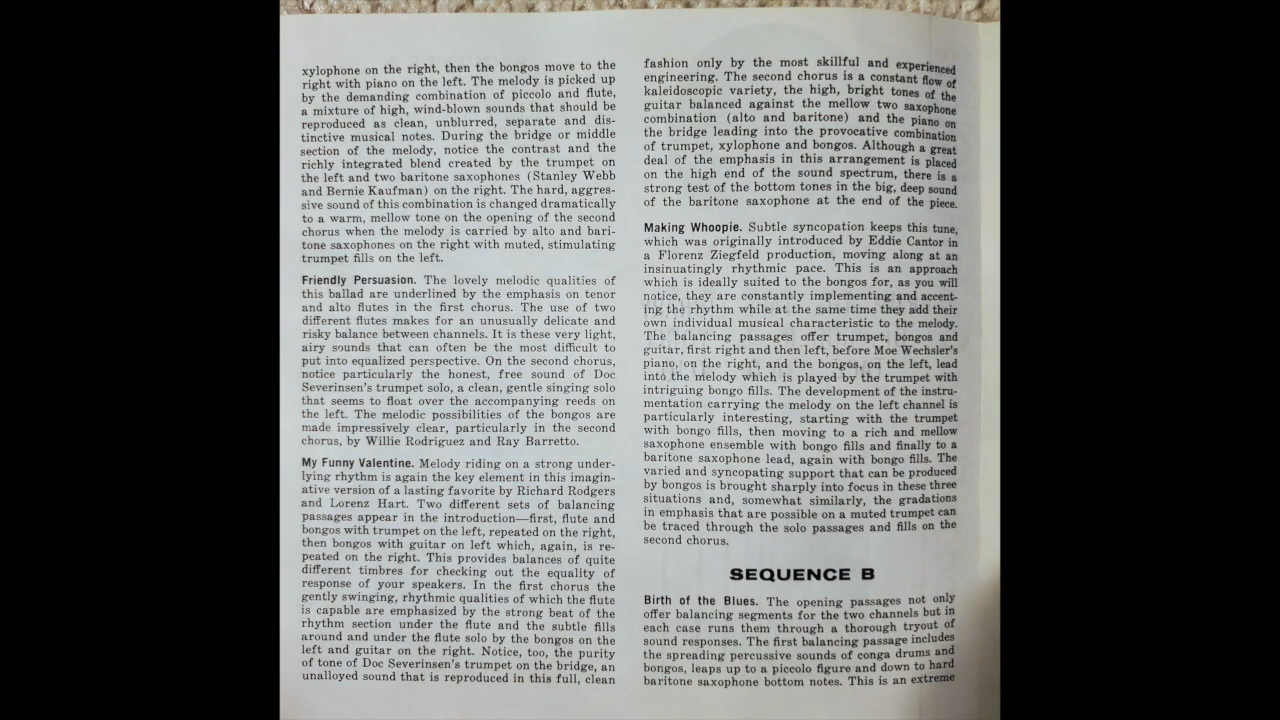 xylophone on the right, then the bongos move to the
right with piano on the left. The melody is picked up
by the demanding combination of piccolo and flute,
a mixture of high, wind-blown sounds that should be
reproduced as clean, unblurred, separate and dis-
tinctive musical notes. During the bridge or middle
section of the melody, notice the contrast and the
richly integrated blend created by the trumpet on
the left and two baritone saxophones (Stanley Webb
and Bernie Kaufman) on the right. The hard, aggres-
sive sound of this combination is changed dramatically
to a warm, mellow tone on the opening of the second
chorus when the melody is carried by alto and bari-
tone saxophones on the right with muted, stimulating
trumpet fills on the left.
Friendly Persuasion. The lovely melodic qualities of
this ballad are underlined by the emphasis on tenor
and alto flutes in the first chorus. The use of two
different flutes makes for an unusually delicate and
risky balance between channels. It is these very light,
airy sounds that can often be the most difficult to
put into equalized perspective. On the second chorus,
notice particularly the honest, free sound of Doc
Severinsen's trumpet solo, a clean, gentle singing solo
that seems to float over the accompanying reeds on
the left. The melodic possibilities of the bongos are
made impressively clear, particularly in the second
chorus, by Willie Rodriguez and Ray Barretto.
My Funny Valentine. Melody riding on a strong under-
lying rhythm is again the key element in this imagin-
ative version of a lasting favorite by Richard Rodgers
and Lorenz Hart. Two different sets of balancing
passages appear in the introduction—first, flute and
bongos with trumpet on the left, repeated on the right,
then bongos with guitar on left which, again, is re-
peated on the right. This provides balances of quite
different timbres for checking out the equality of
response of your speakers. In the first chorus the
gently swinging, rhythmic qualities of which the flute
is capable are emphasized by the strong beat of the
rhythm section under the flute and the subtle fills
around and under the flute solo by the bongos on the
left and guitar on the right. Notice, too, the purity
of tone of Doc Severinsen's trumpet on the bridge, an
unalloyed sound that is reproduced in this full, clean
fashion only by the most skillful and experienced
engineering. The second chorus is a constant flow of
kaleidoscopic variety, the high, bright tones of the
guitar balanced against the mellow two saxophone
combination (alto and baritone) and the piano on
the bridge leading into the provocative combination
of trumpet, xylophone and bongos. Although a great
deal of the emphasis in this arrangement is placed
on the high end of the sound spectrum, there is a
strong test of the bottom tones in the big, deep sound
of the baritone saxophone at the end of the piece.
Making Whoopie. Subtle syncopation keeps this tune,
which was originally introduced by Eddie Cantor in
a Florenz Ziegfeld production, moving along at an
insinuatingly rhythmic pace. This is an approach
which is ideally suited to the bongos for, as you will
notice, they are constantly implementing and accent-
ing the rhythm while at the same time they add their
own individual musical characteristic to the melody.
The balancing passages offer trumpet, bongos and
guitar, first right and then left, before Moe Wechsler's
piano, on the right, and the bongos, on the left, lead
into the melody which is played by the trumpet with
intriguing bongo fills. The development of the instru-
mentation carrying the melody on the left channel is
particularly interesting, starting with the trumpet
with bongo fills, then moving to a rich and mellow
saxophone ensemble with bongo fills and finally to a
baritone saxophone lead, again with bongo fills. The
varied and syncopating support that can be produced
by bongos is brought sharply into focus in these three
situations and, somewhat similarly, the gradations
in emphasis that are possible on a muted trumpet can
be traced through the solo passages and fills on the
second chorus.
SEQUENCE B
Birth of the Blues. The opening passages not only
offer balancing segments for the two channels but in
each case runs them through a thorough tryout of
sound responses. The first balancing passage includes
the spreading percussive sounds of conga drums and
bongos, leaps up to a piccolo figure and down to hard
baritone saxophone bottom notes. This is an extreme